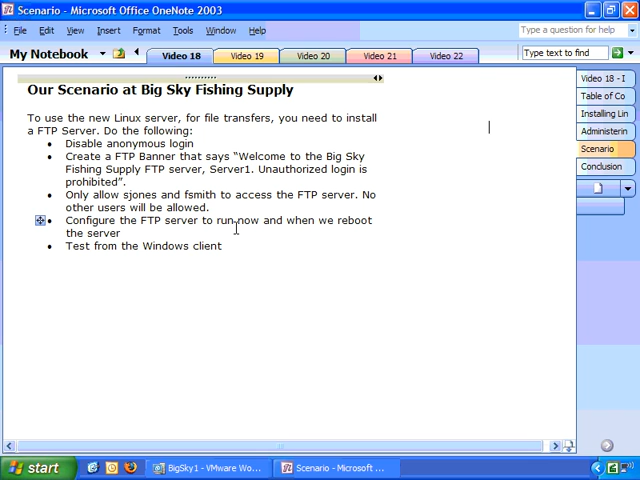 Scenario - Microsoft Office OneNote 2003
File Edit View Insert Format Tools Window Help
Type a question for help
My Notebook
Video 18 Video 19 Video 20 Video 21 Video 22
Type text to find
Our Scenario at Big Sky Fishing Supply
To use the new Linux server, for file transfers, you need to install
a FTP Server. Do the following:
• Disable anonymous login
• Create a FTP Banner that says “Welcome to the Big Sky
Fishing Supply FTP server, Server1. Unauthorized login is
prohibited”.
• Only allow sjones and fsmith to access the FTP server. No
other users will be allowed.
• Configure the FTP server to run now and when we reboot
the server
• Test from the Windows client
Video 18 - I
Table of Co
Installing Lin
Administerin
Scenario
Conclusion
start
BigSky1 - VMware Wo...
Scenario - Microsoft ...